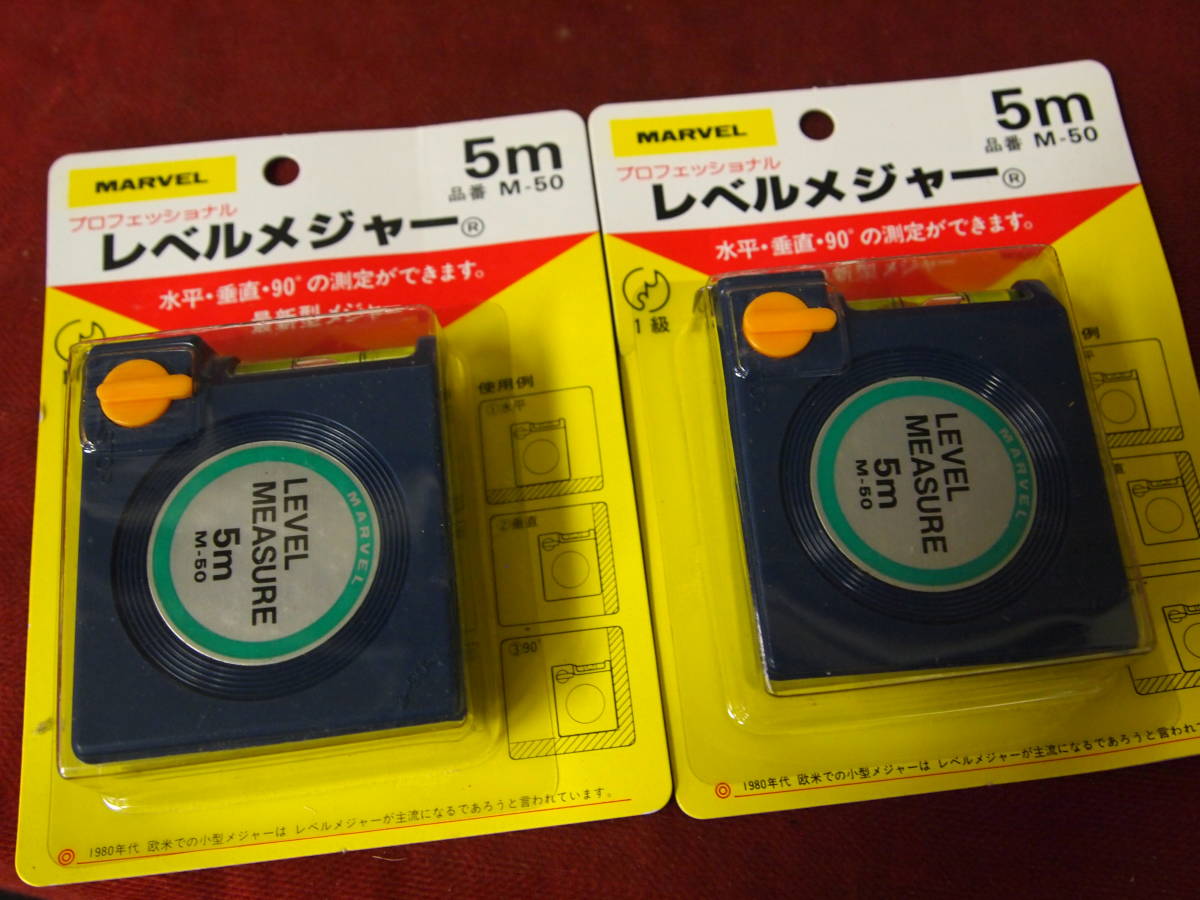 MARVEL
5m
品番 M-50
プロフェッショナル
レベルメジャー®
水平・垂直・90°の測定ができます。
最新型メジャー
使用例
①水平
②垂直
③90°
MARVEL
LEVEL
MEASURE
5m
M-50
◎ 1980年代 欧米での小型メジャーは レベルメジャーが主流になるであろうと言われています。
MARVEL
5m
品番 M-50
プロフェッショナル
レベルメジャー®
水平・垂直・90°の測定ができます。
新型メジャー
1級
例
平
直
MARVEL
LEVEL
MEASURE
5m
M-50
◎ 1980年代 欧米での小型メジャーは レベルメジャーが主流になるであろうと言われ